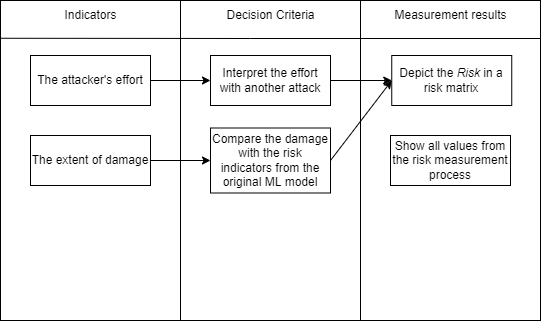 Indicators
Decision Criteria
Measurement results
The attacker's effort
Interpret the effort
with another attack
Depict the Risk in a
risk matrix
The extent of damage
Compare the damage
with the risk
indicators from the
original ML model
Show all values from
the risk measurement
process